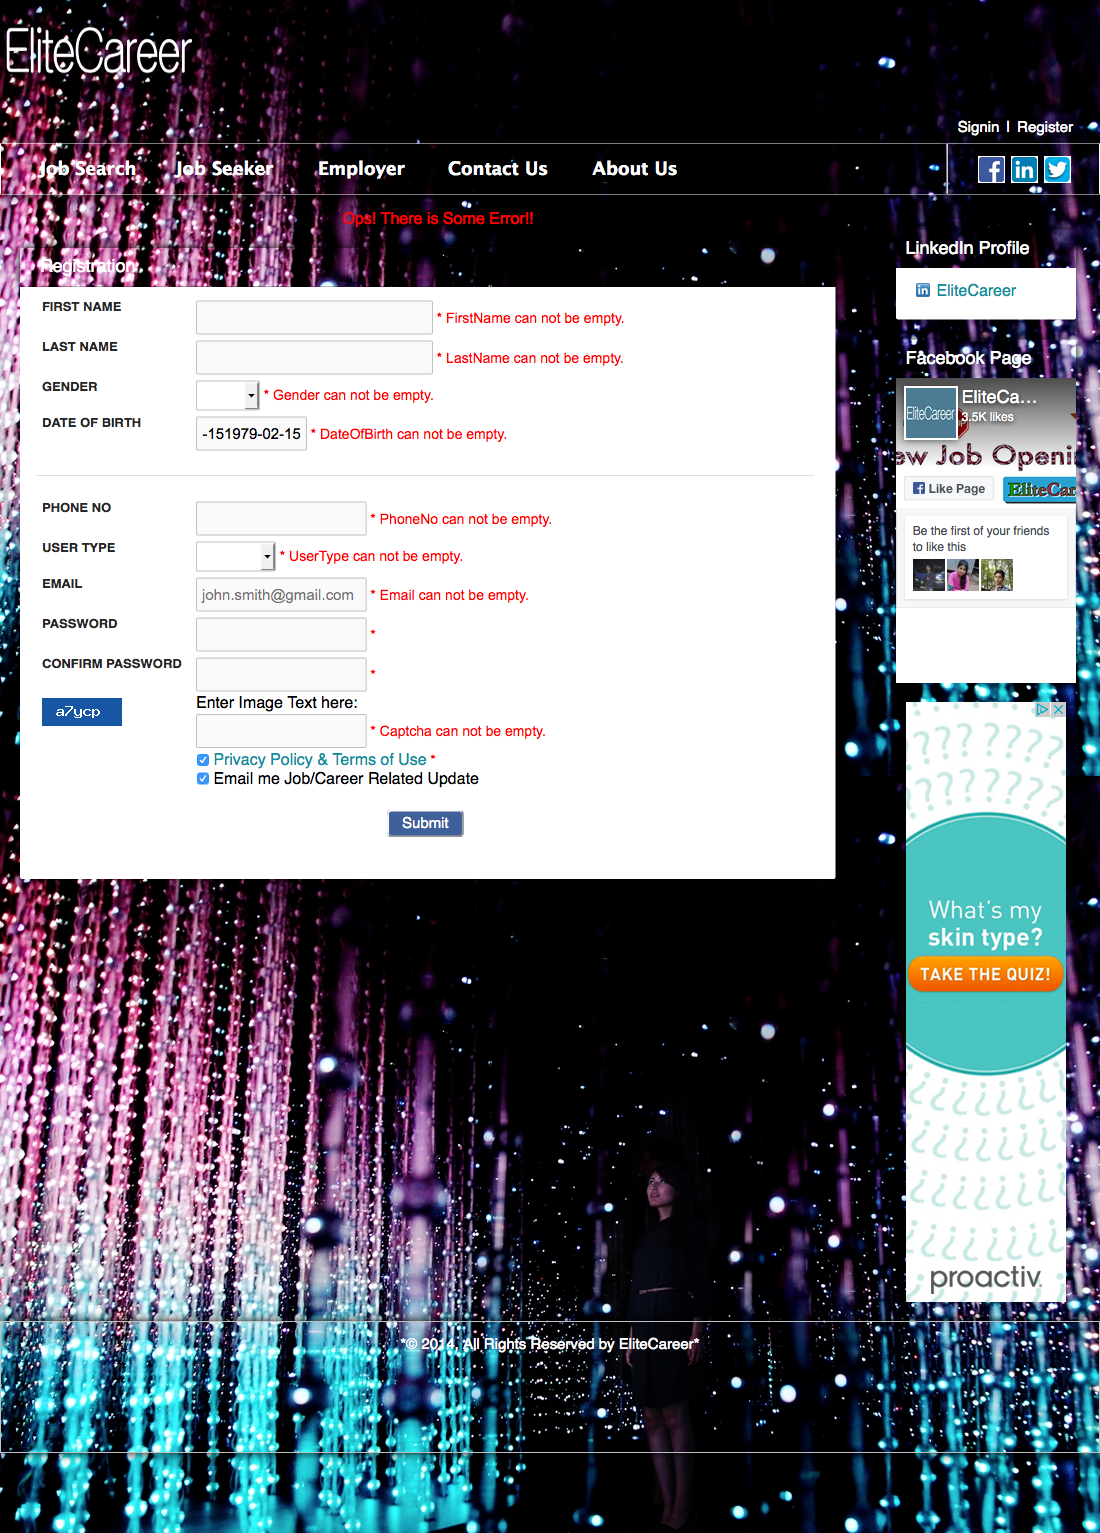 EliteCareer
Signin | Register
Job Search Job Seeker Employer Contact Us About Us
Ops! There is Some Error!!
Registration
FIRST NAME
* FirstName can not be empty.
LAST NAME
* LastName can not be empty.
GENDER
* Gender can not be empty.
DATE OF BIRTH
-151979-02-15 * DateOfBirth can not be empty.
PHONE NO
* PhoneNo can not be empty.
USER TYPE
* UserType can not be empty.
EMAIL
john.smith@gmail.com * Email can not be empty.
PASSWORD
*
CONFIRM PASSWORD
*
a7ycp
Enter Image Text here:
* Captcha can not be empty.
Privacy Policy & Terms of Use *
Email me Job/Career Related Update
Submit
LinkedIn Profile
in EliteCareer
Facebook Page
EliteCareer
EliteCa...
3.5K likes
ew Job Openi
Like Page
EliteCar
Be the first of your friends
to like this
What's my
skin type?
TAKE THE QUIZ!
proactiv.
*© 2014, All Rights Reserved by EliteCareer*